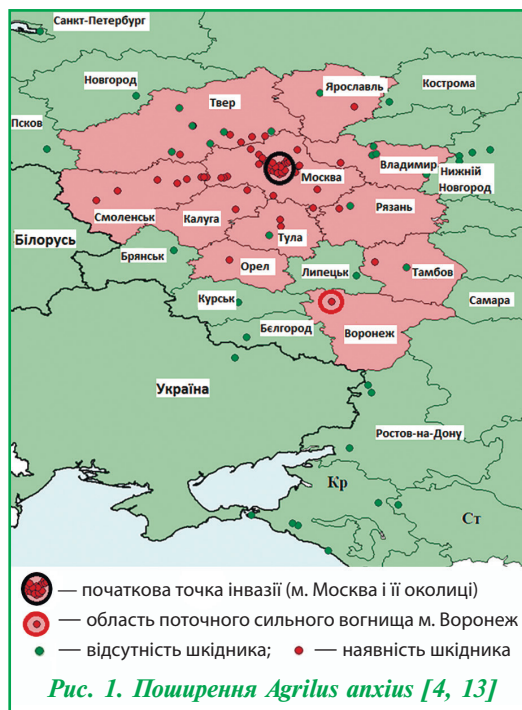 Санкт-Петербург
Новгород
Ярославль
Кострома
Твер
Псков
Москва
Владимир
Нижній
Новгород
Смоленськ
Калуга
Рязань
Білорусь
Тула
Брянськ
Орел
Липецьк
Тамбов
Курськ
Самара
Бєлгород
Воронеж
Україна
Ростов-на-Дону
Кр
Ст
— початкова точка інвазії (м. Москва і її околиці)
— область поточного сильного вогнища м. Воронеж
— відсутність шкідника; — наявність шкідника
Рис. 1. Поширення Agrilus anxius [4, 13]